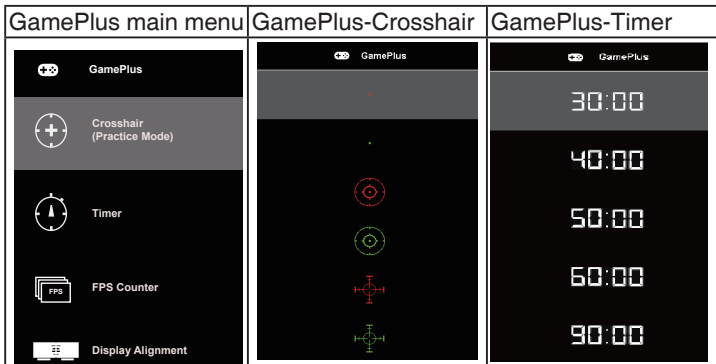 GamePlus main menu
GamePlus
Crosshair
(Practice Mode)
Timer
FPS Counter
FPS
Display Alignment
GamePlus-Crosshair
GamePlus
GamePlus-Timer
GamePlus
30:00
40:00
50:00
60:00
90:00